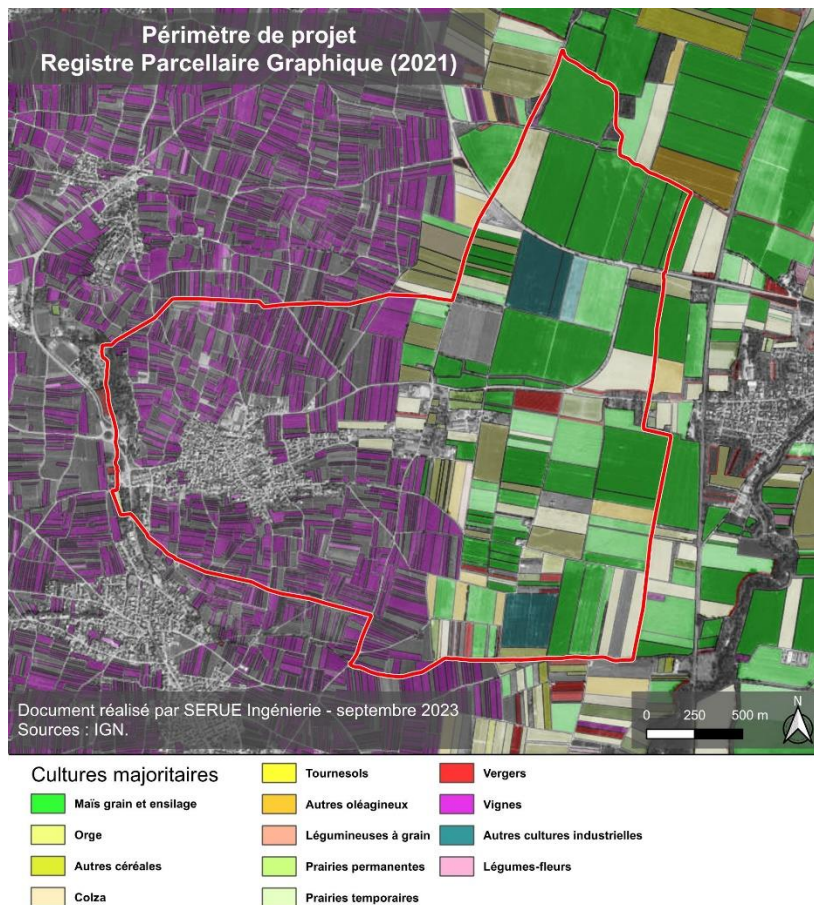 Périmètre de projet
Registre Parcellaire Graphique (2021)
Document réalisé par SERUE Ingénierie - septembre 2023
Sources : IGN.
0 250 500 m
N
Cultures majoritaires
Maïs grain et ensilage
Orge
Autres céréales
Colza
Tournesols
Autres oléagineux
Légumineuses à grain
Prairies permanentes
Prairies temporaires
Vergers
Vignes
Autres cultures industrielles
Légumes-fleurs